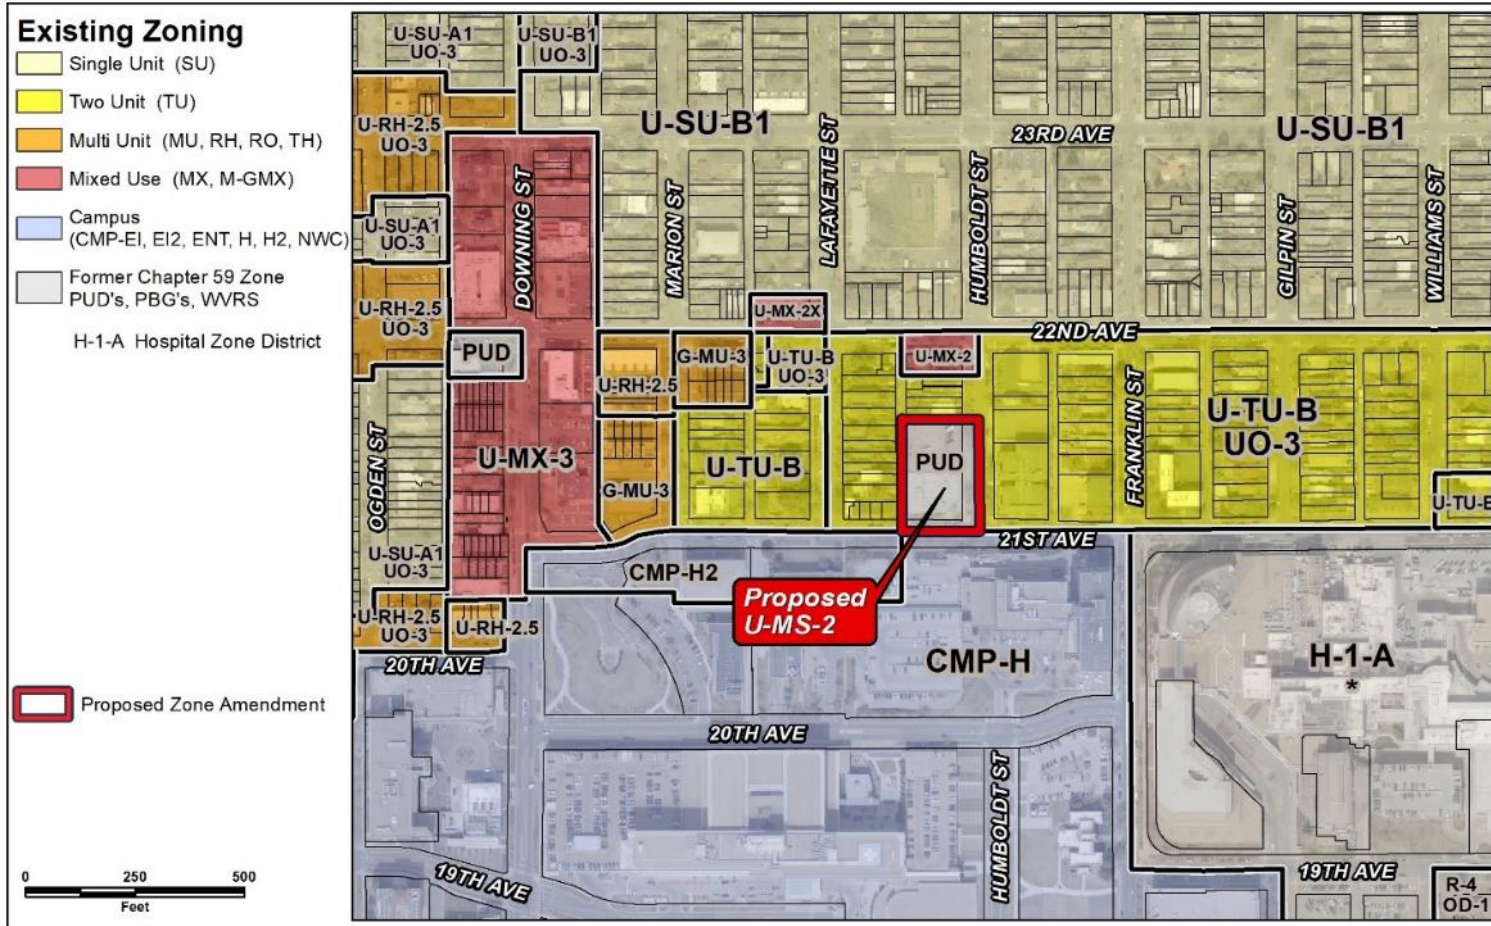 Existing Zoning
Single Unit (SU)
Two Unit (TU)
Multi Unit (MU, RH, RO, TH)
Mixed Use (MX, M-GMX)
Campus
(CMP-EI, EI2, ENT, H, H2, NWC)
Former Chapter 59 Zone
PUD's, PBG's, WVRS
H-1-A Hospital Zone District
Proposed Zone Amendment
0 250 500
Feet
U-SU-A1
UO-3
U-SU-B1
UO-3
U-RH-2.5
UO-3
U-SU-B1
23RD AVE
U-SU-B1
DOWNING ST
MARION ST
LAFAYETTE ST
HUMBOLDT ST
GILPIN ST
WILLIAMS ST
U-SU-A1
UO-3
U-RH-2.5
UO-3
U-MX-2X
22ND AVE
PUD
U-RH-2.5
G-MU-3
U-TU-B
UO-3
U-MX-2
OGDEN ST
U-MX-3
G-MU-3
U-TU-B
PUD
FRANKLIN ST
U-TU-B
UO-3
U-TU-B
21ST AVE
U-SU-A1
UO-3
CMP-H2
Proposed
U-MS-2
U-RH-2.5
UO-3
U-RH-2.5
20TH AVE
CMP-H
H-1-A
*
20TH AVE
HUMBOLDT ST
19TH AVE
19TH AVE
R-4
OD-1